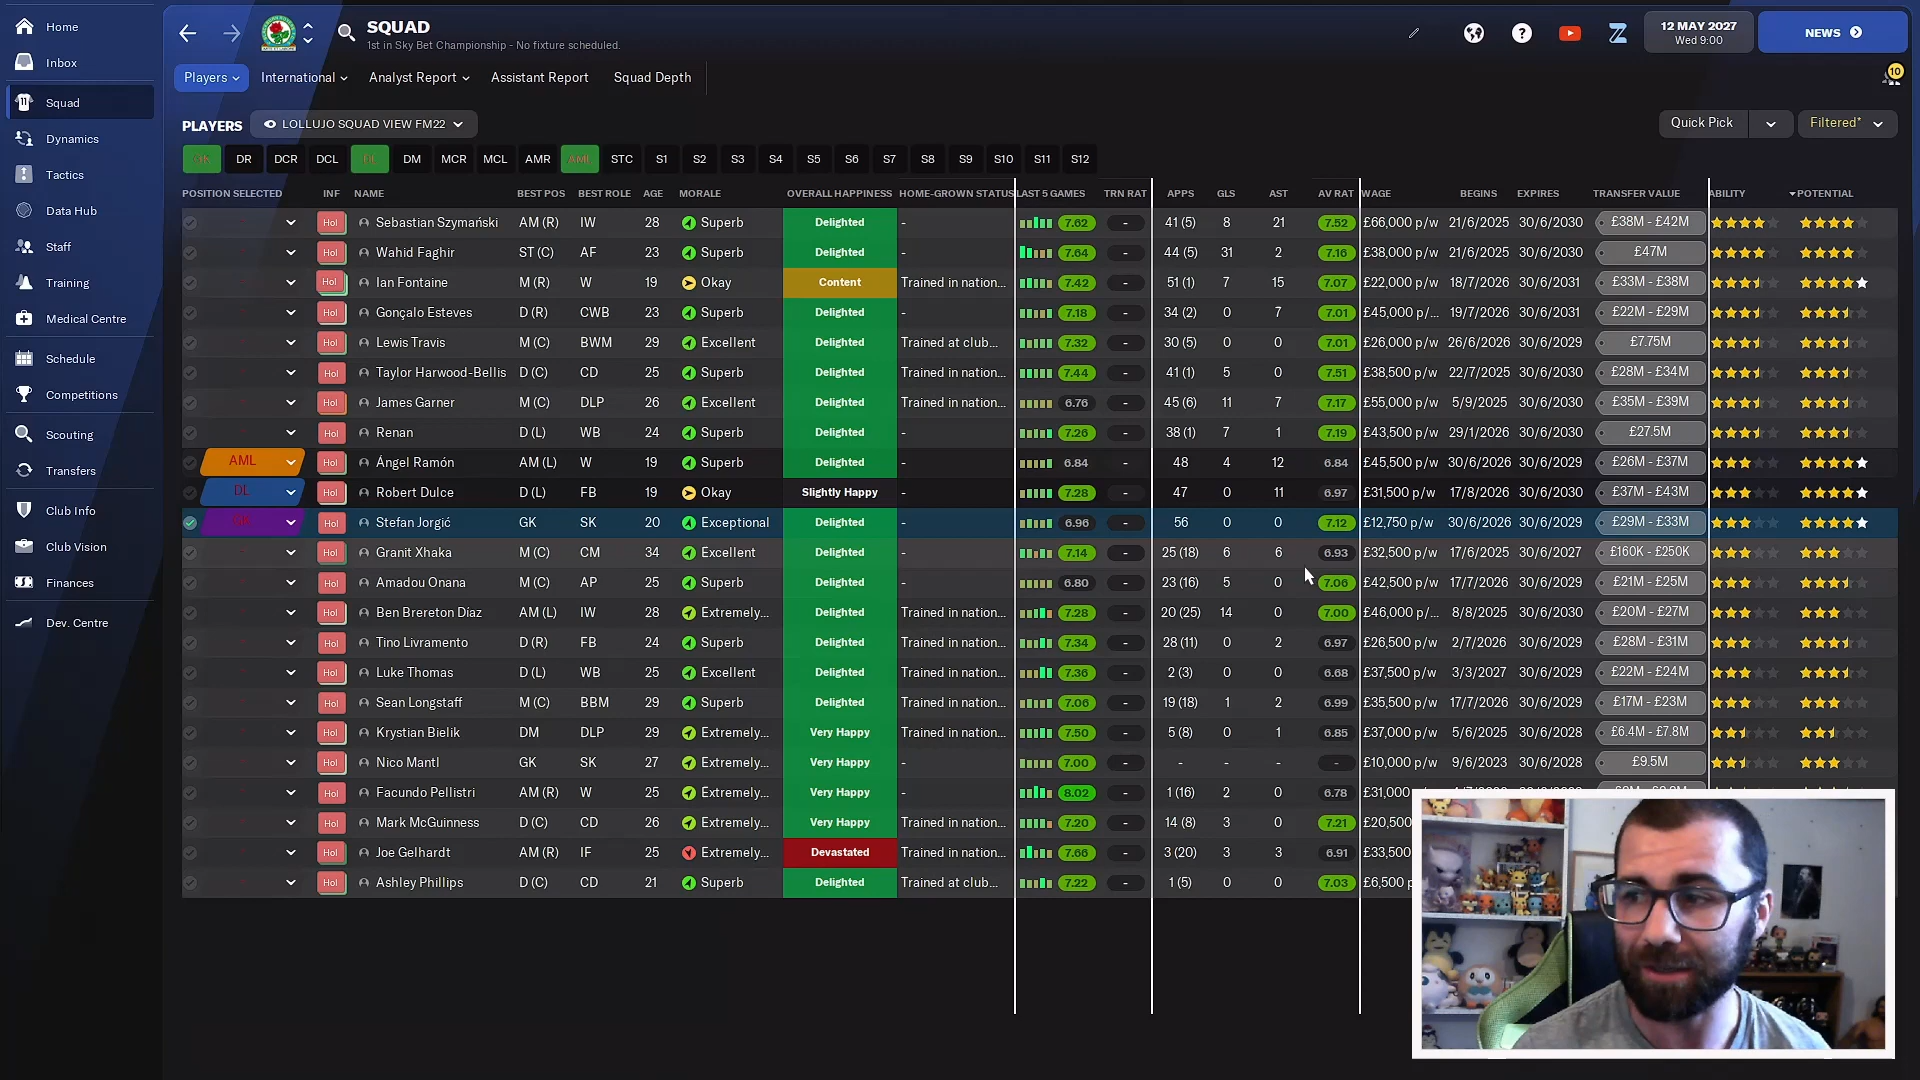 Home
Inbox
Squad
Dynamics
Tactics
Data Hub
Staff
Training
Medical Centre
Schedule
Competitions
Scouting
Transfers
Club Info
Club Vision
Finances
Dev. Centre
SQUAD
1st in Sky Bet Championship - No fixture scheduled.
12 MAY 2027
Wed 9:00
NEWS
Players International Analyst Report Assistant Report Squad Depth
10
PLAYERS LOLLUJO SQUAD VIEW FM22 Quick Pick Filtered*
GK DR DCR DCL DL DM MCR MCL AMR AML STC S1 S2 S3 S4 S5 S6 S7 S8 S9 S10 S11 S12
POSITION SELECTED INF NAME BEST POS BEST ROLE AGE MORALE OVERALL HAPPINESS HOME-GROWN STATUS LAST 5 GAMES TRN RAT APPS GLS AST AV RAT WAGE BEGINS EXPIRES TRANSFER VALUE ABILITY POTENTIAL
Hol Sebastian Szymański AM (R) IW 28 Superb Delighted - 7.62 - 41 (5) 8 21 7.52 £66,000 p/w 21/6/2025 30/6/2030 £38M - £42M
Hol Wahid Faghir ST (C) AF 23 Superb Delighted - 7.64 - 44 (5) 31 2 7.16 £38,000 p/w 21/6/2025 30/6/2030 £47M
Hol Ian Fontaine M (R) W 19 Okay Content Trained in nation... 7.42 - 51 (1) 7 15 7.07 £22,000 p/w 18/7/2026 30/6/2031 £33M - £38M
Hol Gonçalo Esteves D (R) CWB 23 Superb Delighted - 7.18 - 34 (2) 0 7 7.01 £45,000 p/... 19/7/2026 30/6/2031 £22M - £29M
Hol Lewis Travis M (C) BWM 29 Excellent Delighted Trained at club... 7.32 - 30 (5) 0 0 7.01 £26,000 p/w 26/6/2026 30/6/2029 £7.75M
Hol Taylor Harwood-Bellis D (C) CD 25 Superb Delighted Trained in nation... 7.44 - 41 (1) 5 0 7.51 £38,500 p/w 22/7/2025 30/6/2030 £28M - £34M
Hol James Garner M (C) DLP 26 Excellent Delighted Trained in nation... 6.76 - 45 (6) 11 7 7.17 £55,000 p/w 5/9/2025 30/6/2030 £35M - £39M
Hol Renan D (L) WB 24 Superb Delighted - 7.26 - 38 (1) 7 1 7.19 £43,500 p/w 29/1/2026 30/6/2030 £27.5M
AML Hol Ángel Ramón AM (L) W 19 Superb Delighted - 6.84 - 48 4 12 6.84 £45,500 p/w 30/6/2026 30/6/2029 £26M - £37M
DL Hol Robert Dulce D (L) FB 19 Okay Slightly Happy - 7.28 - 47 0 11 6.97 £31,500 p/w 17/8/2026 30/6/2030 £37M - £43M
GK Hol Stefan Jorgić GK SK 20 Exceptional Delighted - 6.96 - 56 0 0 7.12 £12,750 p/w 30/6/2026 30/6/2029 £29M - £33M
Hol Granit Xhaka M (C) CM 34 Excellent Delighted - 7.14 - 25 (18) 6 6 6.93 £32,500 p/w 17/6/2025 30/6/2027 £160K - £250K
Hol Amadou Onana M (C) AP 25 Superb Delighted - 6.80 - 23 (16) 5 0 7.06 £42,500 p/w 17/7/2026 30/6/2029 £21M - £25M
Hol Ben Brereton Díaz AM (L) IW 28 Extremely... Delighted Trained in nation... 7.28 - 20 (25) 14 0 7.00 £46,000 p/... 8/8/2025 30/6/2030 £20M - £27M
Hol Tino Livramento D (R) FB 24 Superb Delighted Trained in nation... 7.34 - 28 (11) 0 2 6.97 £26,500 p/w 2/7/2026 30/6/2029 £28M - £31M
Hol Luke Thomas D (L) WB 25 Excellent Delighted Trained in nation... 7.36 - 2 (3) 0 0 6.68 £37,500 p/w 3/3/2027 30/6/2029 £22M - £24M
Hol Sean Longstaff M (C) BBM 29 Superb Delighted Trained in nation... 7.06 - 19 (18) 1 2 6.99 £35,500 p/w 17/7/2026 30/6/2029 £17M - £23M
Hol Krystian Bielik DM DLP 29 Extremely... Very Happy Trained in nation... 7.50 - 5 (8) 0 1 6.85 £37,000 p/w 5/6/2025 30/6/2028 £6.4M - £7.8M
Hol Nico Mantl GK SK 27 Extremely... Very Happy - 7.00 - - - - - £10,000 p/w 9/6/2023 30/6/2028 £9.5M
Hol Facundo Pellistri AM (R) W 25 Extremely... Very Happy - 8.02 - 1 (16) 2 0 6.78 £31,000
Hol Mark McGuinness D (C) CD 26 Extremely... Very Happy Trained in nation... 7.20 - 14 (8) 3 0 7.21 £20,500
Hol Joe Gelhardt AM (R) IF 25 Extremely... Devastated Trained in nation... 7.66 - 3 (20) 3 3 6.91 £33,500
Hol Ashley Phillips D (C) CD 21 Superb Delighted Trained at club... 7.22 - 1 (5) 0 0 7.03 £6,500 p